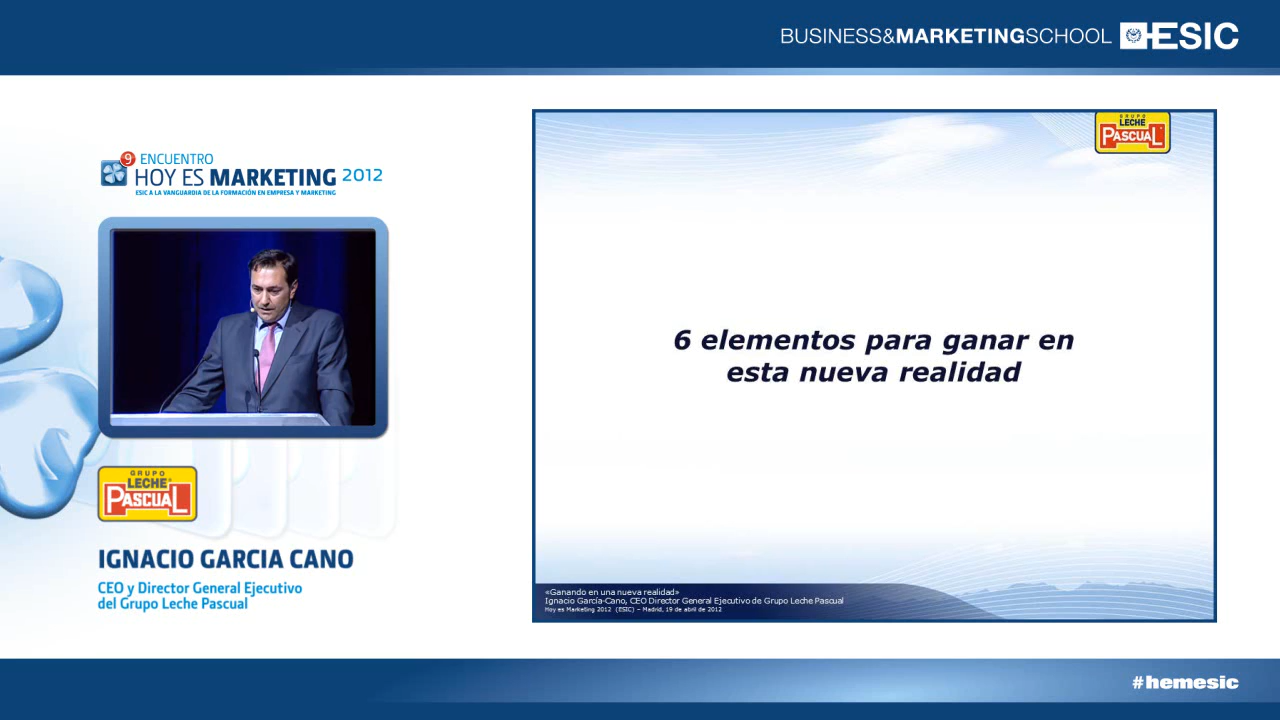 BUSINESS&MARKETINGSCHOOL ESIC
9 ENCUENTRO
HOY ES MARKETING 2012
ESIC A LA VANGUARDIA DE LA FORMACIÓN EN EMPRESA Y MARKETING
GRUPO
LECHE
PASCUAL
IGNACIO GARCIA CANO
CEO y Director General Ejecutivo
del Grupo Leche Pascual
GRUPO
LECHE
PASCUAL
6 elementos para ganar en
esta nueva realidad
«Ganando en una nueva realidad»
Ignacio García-Cano, CEO Director General Ejecutivo de Grupo Leche Pascual
Hoy es Marketing 2012 (ESIC) – Madrid, 19 de abril de 2012
#hemesic